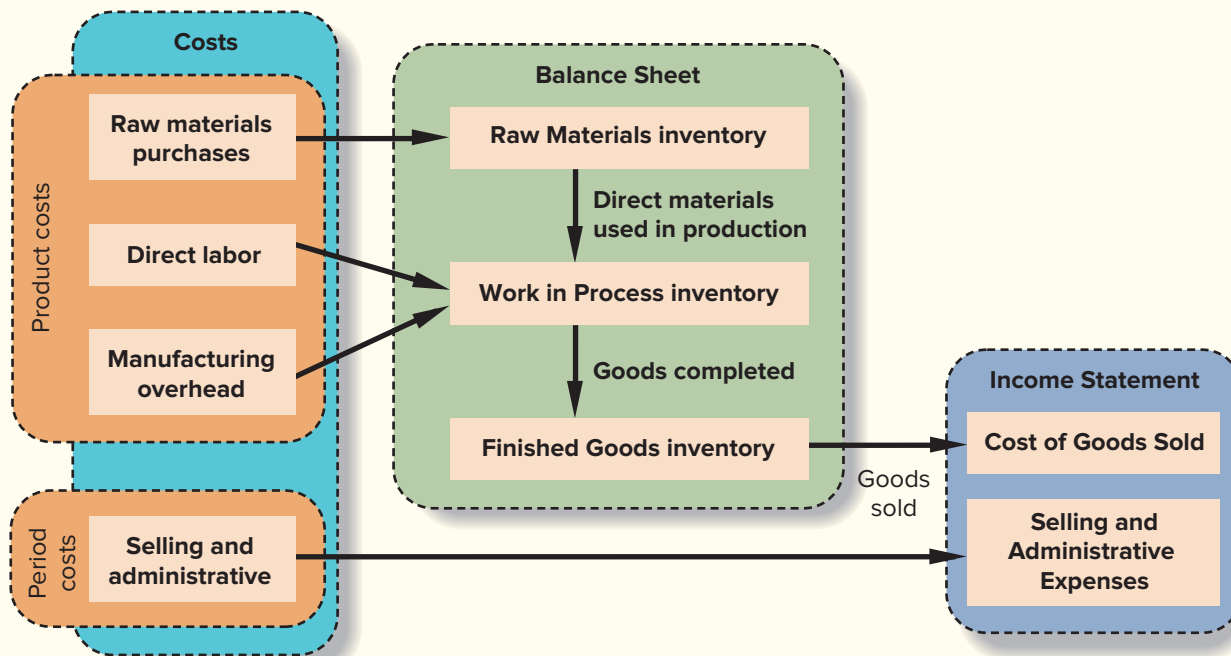 Costs
Product costs
Raw materials
purchases
Direct labor
Manufacturing
overhead
Period
costs
Selling and
administrative
Balance Sheet
Raw Materials inventory
Direct materials
used in production
Work in Process inventory
Goods completed
Finished Goods inventory
Goods
sold
Income Statement
Cost of Goods Sold
Selling and
Administrative
Expenses